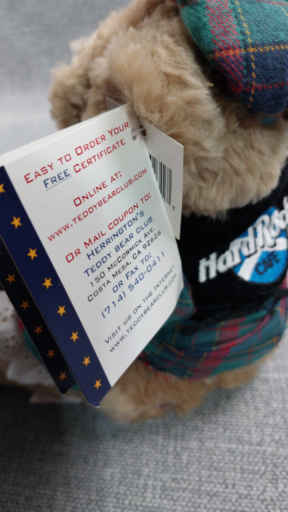 EASY TO ORDER YOUR
FREE CERTIFICATE
ONLINE AT:
WWW.TEDDYBEARCLUB.COM
OR MAIL COUPON TO:
HERRINGTON'S
TEDDY BEAR CLUB
150 MCCORMICK AVE.
COSTA MESA, CA 92626
OR FAX TO:
(714) 540-0411
VISIT US ON THE INTERNET
WWW.TEDDYBEARCLUB.COM
Hard Rock
CAFE